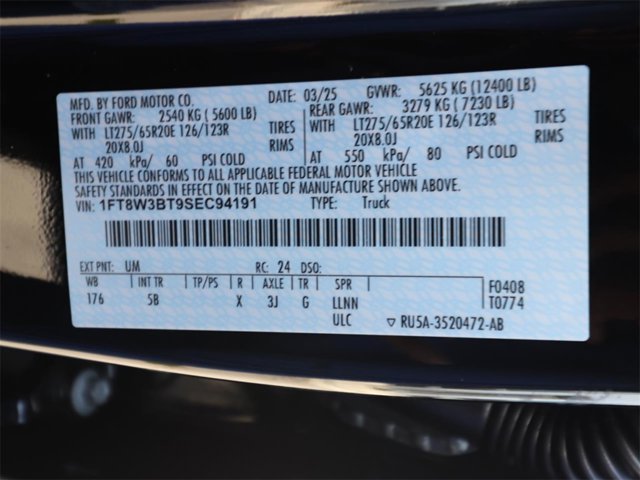 MFD. BY FORD MOTOR CO. DATE: 03/25 GVWR: 5625 KG (12400 LB)
FRONT GAWR: 2540 KG ( 5600 LB) REAR GAWR: 3279 KG ( 7230 LB)
WITH LT275/65R20E 126/123R TIRES WITH LT275/65R20E 126/123R TIRES
20X8.0J RIMS 20X8.0J RIMS
AT 420 kPa/ 60 PSI COLD AT 550 kPa/ 80 PSI COLD
THIS VEHICLE CONFORMS TO ALL APPLICABLE FEDERAL MOTOR VEHICLE
SAFETY STANDARDS IN EFFECT ON THE DATE OF MANUFACTURE SHOWN ABOVE.
VIN: 1FT8W3BT9SEC94191 TYPE: Truck
EXT PNT: UM RC: 24 DSO:
WB INT TR TP/PS R AXLE TR SPR F0408
176 5B X 3J G LLNN T0774
ULC ▽ RU5A-3520472-AB